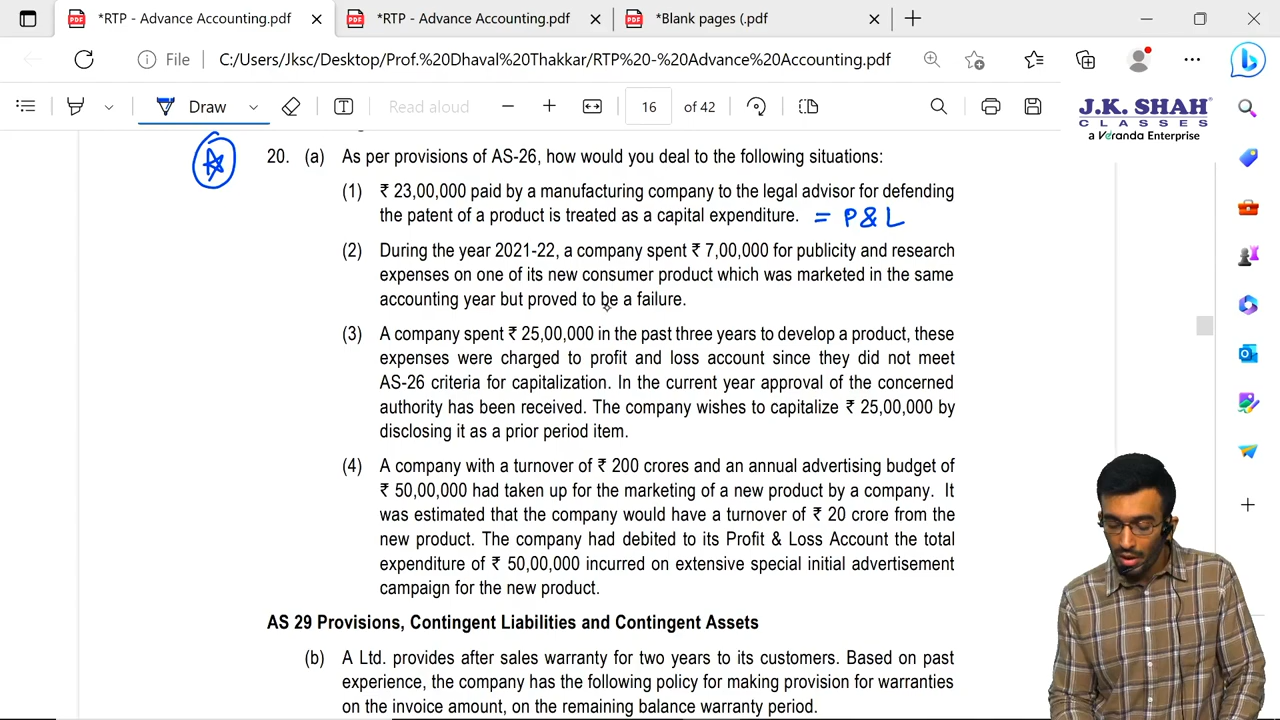 *RTP - Advance Accounting.pdf
*RTP - Advance Accounting.pdf
*Blank pages (.pdf
File C:/Users/Jksc/Desktop/Prof.%20Dhaval%20Thakkar/RTP%20-%20Advance%20Accounting.pdf
Draw Read aloud 16 of 42
J.K. SHAH®
CLASSES
a Veranda Enterprise
20. (a) As per provisions of AS-26, how would you deal to the following situations:
(1) ₹ 23,00,000 paid by a manufacturing company to the legal advisor for defending
the patent of a product is treated as a capital expenditure. = P & L
(2) During the year 2021-22, a company spent ₹ 7,00,000 for publicity and research
expenses on one of its new consumer product which was marketed in the same
accounting year but proved to be a failure.
(3) A company spent ₹ 25,00,000 in the past three years to develop a product, these
expenses were charged to profit and loss account since they did not meet
AS-26 criteria for capitalization. In the current year approval of the concerned
authority has been received. The company wishes to capitalize ₹ 25,00,000 by
disclosing it as a prior period item.
(4) A company with a turnover of ₹ 200 crores and an annual advertising budget of
₹ 50,00,000 had taken up for the marketing of a new product by a company. It
was estimated that the company would have a turnover of ₹ 20 crore from the
new product. The company had debited to its Profit & Loss Account the total
expenditure of ₹ 50,00,000 incurred on extensive special initial advertisement
campaign for the new product.
AS 29 Provisions, Contingent Liabilities and Contingent Assets
(b) A Ltd. provides after sales warranty for two years to its customers. Based on past
experience, the company has the following policy for making provision for warranties
on the invoice amount, on the remaining balance warranty period.